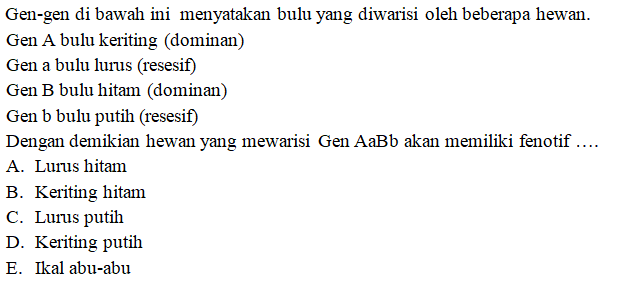 Gen-gen di bawah ini menyatakan bulu yang diwarisi oleh beberapa hewan.
Gen A bulu keriting (dominan)
Gen a bulu lurus (resesif)
Gen B bulu hitam (dominan)
Gen b bulu putih (resesif)
Dengan demikian hewan yang mewarisi Gen AaBb akan memiliki fenotif ....
A. Lurus hitam
B. Keriting hitam
C. Lurus putih
D. Keriting putih
E. Ikal abu-abu